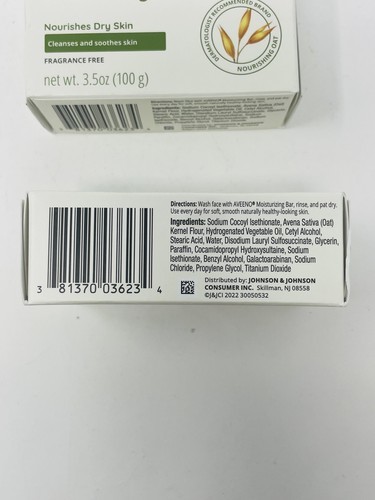 Nourishes Dry Skin
Cleanses and soothes skin
FRAGRANCE FREE
net wt. 3.5oz (100 g)
DERMATOLOGIST RECOMMENDED BRAND
NOURISHING OAT
Directions: Wash face with AVEENO® Moisturizing Bar, rinse, and pat dry.
Use every day for soft, smooth naturally healthy-looking skin.
Ingredients: Sodium Cocoyl Isethionate, Avena Sativa (Oat)
Kernel Flour, Hydrogenated Vegetable Oil, Cetyl Alcohol,
Stearic Acid, Water, Disodium Lauryl Sulfosuccinate, Glycerin,
Paraffin, Cocamidopropyl Hydroxysultaine, Sodium
Isethionate, Benzyl Alcohol, Galactoarabinan, Sodium
Chloride, Propylene Glycol, Titanium Dioxide
Distributed by: JOHNSON & JOHNSON
CONSUMER INC. Skillman, NJ 08558
©J&JCI 2022 30050532
3 81370 03623 4